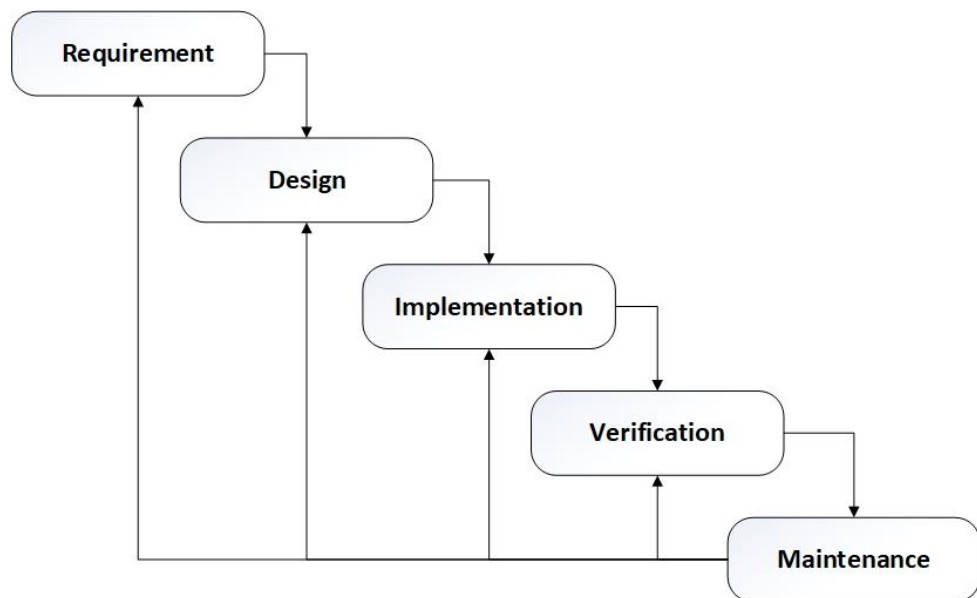 Requirement
Design
Implementation
Verification
Maintenance